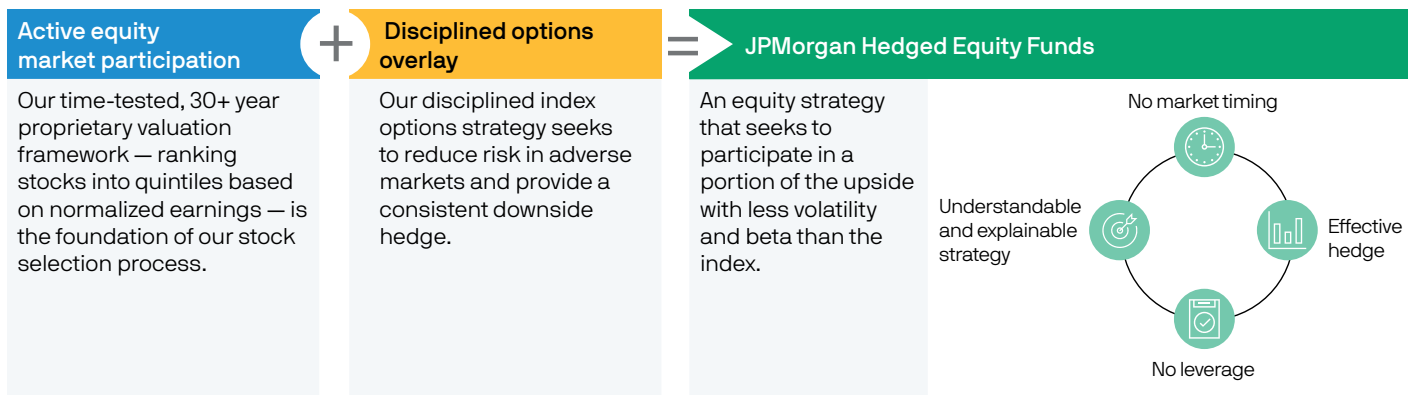 Active equity
market participation
+
Disciplined options
overlay
=
JPMorgan Hedged Equity Funds
Our time-tested, 30+ year
proprietary valuation
framework — ranking
stocks into quintiles based
on normalized earnings — is
the foundation of our stock
selection process.
Our disciplined index
options strategy seeks
to reduce risk in adverse
markets and provide a
consistent downside
hedge.
An equity strategy
that seeks to
participate in a
portion of the upside
with less volatility
and beta than the
index.
No market timing
Understandable
and explainable
strategy
Effective
hedge
No leverage